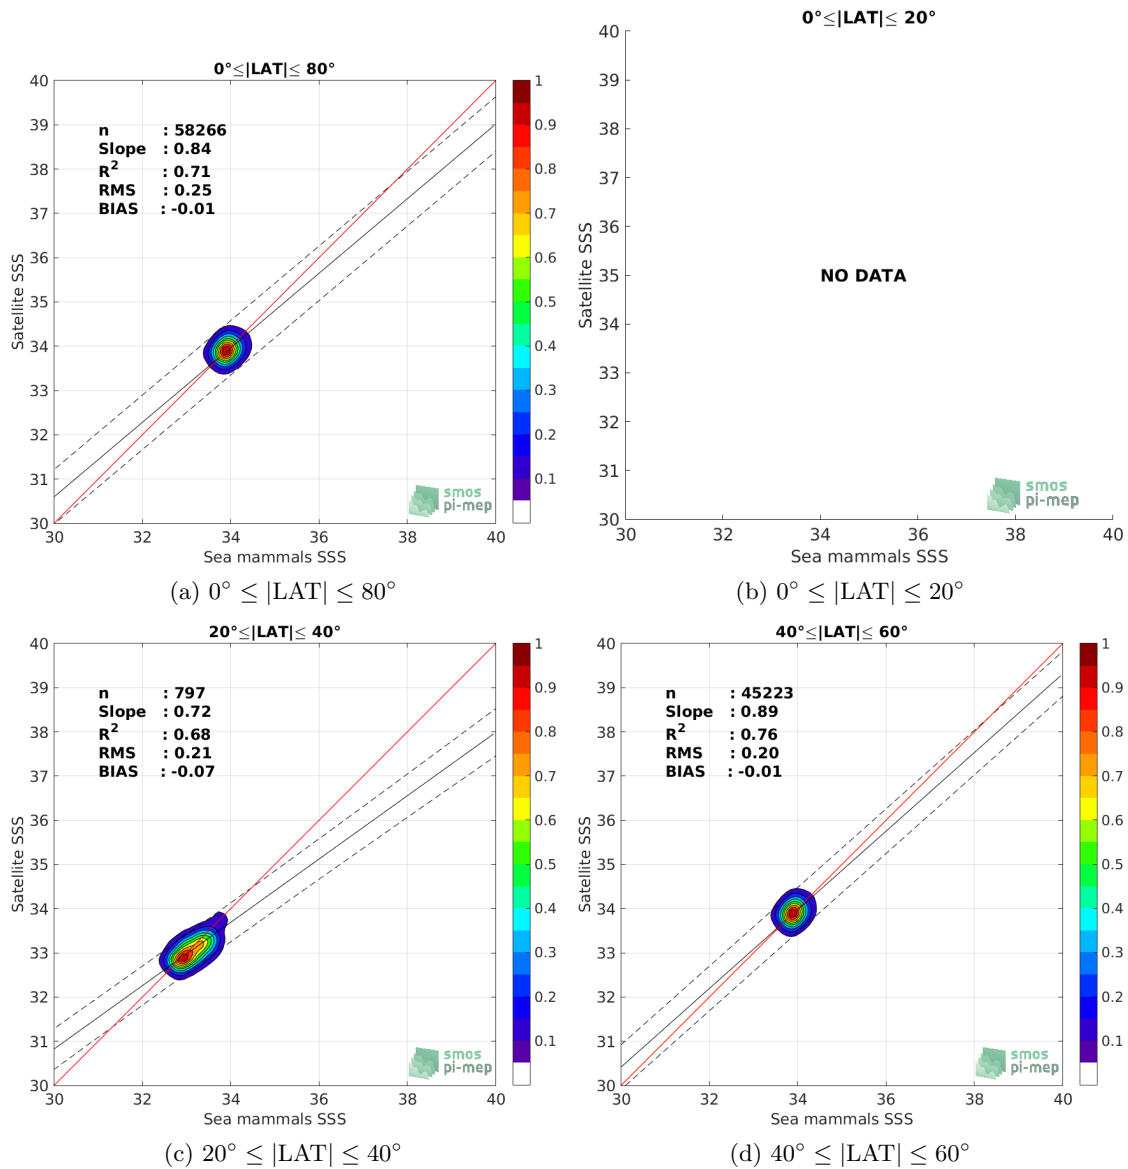 0°≤|LAT|≤ 80°
40
39
38
37
36
35
34
33
32
31
30
Satellite SSS
n : 58266
Slope : 0.84
R² : 0.71
RMS : 0.25
BIAS : -0.01
1
0.9
0.8
0.7
0.6
0.5
0.4
0.3
0.2
0.1
smos
pi-mep
30 32 34 36 38 40
Sea mammals SSS
(a) 0° ≤ |LAT| ≤ 80°
0°≤|LAT|≤ 20°
40
39
38
37
36
35
34
33
32
31
30
Satellite SSS
NO DATA
smos
pi-mep
30 32 34 36 38 40
Sea mammals SSS
(b) 0° ≤ |LAT| ≤ 20°
20°≤|LAT|≤ 40°
40
39
38
37
36
35
34
33
32
31
30
Satellite SSS
n : 797
Slope : 0.72
R² : 0.68
RMS : 0.21
BIAS : -0.07
1
0.9
0.8
0.7
0.6
0.5
0.4
0.3
0.2
0.1
smos
pi-mep
30 32 34 36 38 40
Sea mammals SSS
(c) 20° ≤ |LAT| ≤ 40°
40°≤|LAT|≤ 60°
40
39
38
37
36
35
34
33
32
31
30
Satellite SSS
n : 45223
Slope : 0.89
R² : 0.76
RMS : 0.20
BIAS : -0.01
1
0.9
0.8
0.7
0.6
0.5
0.4
0.3
0.2
0.1
smos
pi-mep
30 32 34 36 38 40
Sea mammals SSS
(d) 40° ≤ |LAT| ≤ 60°